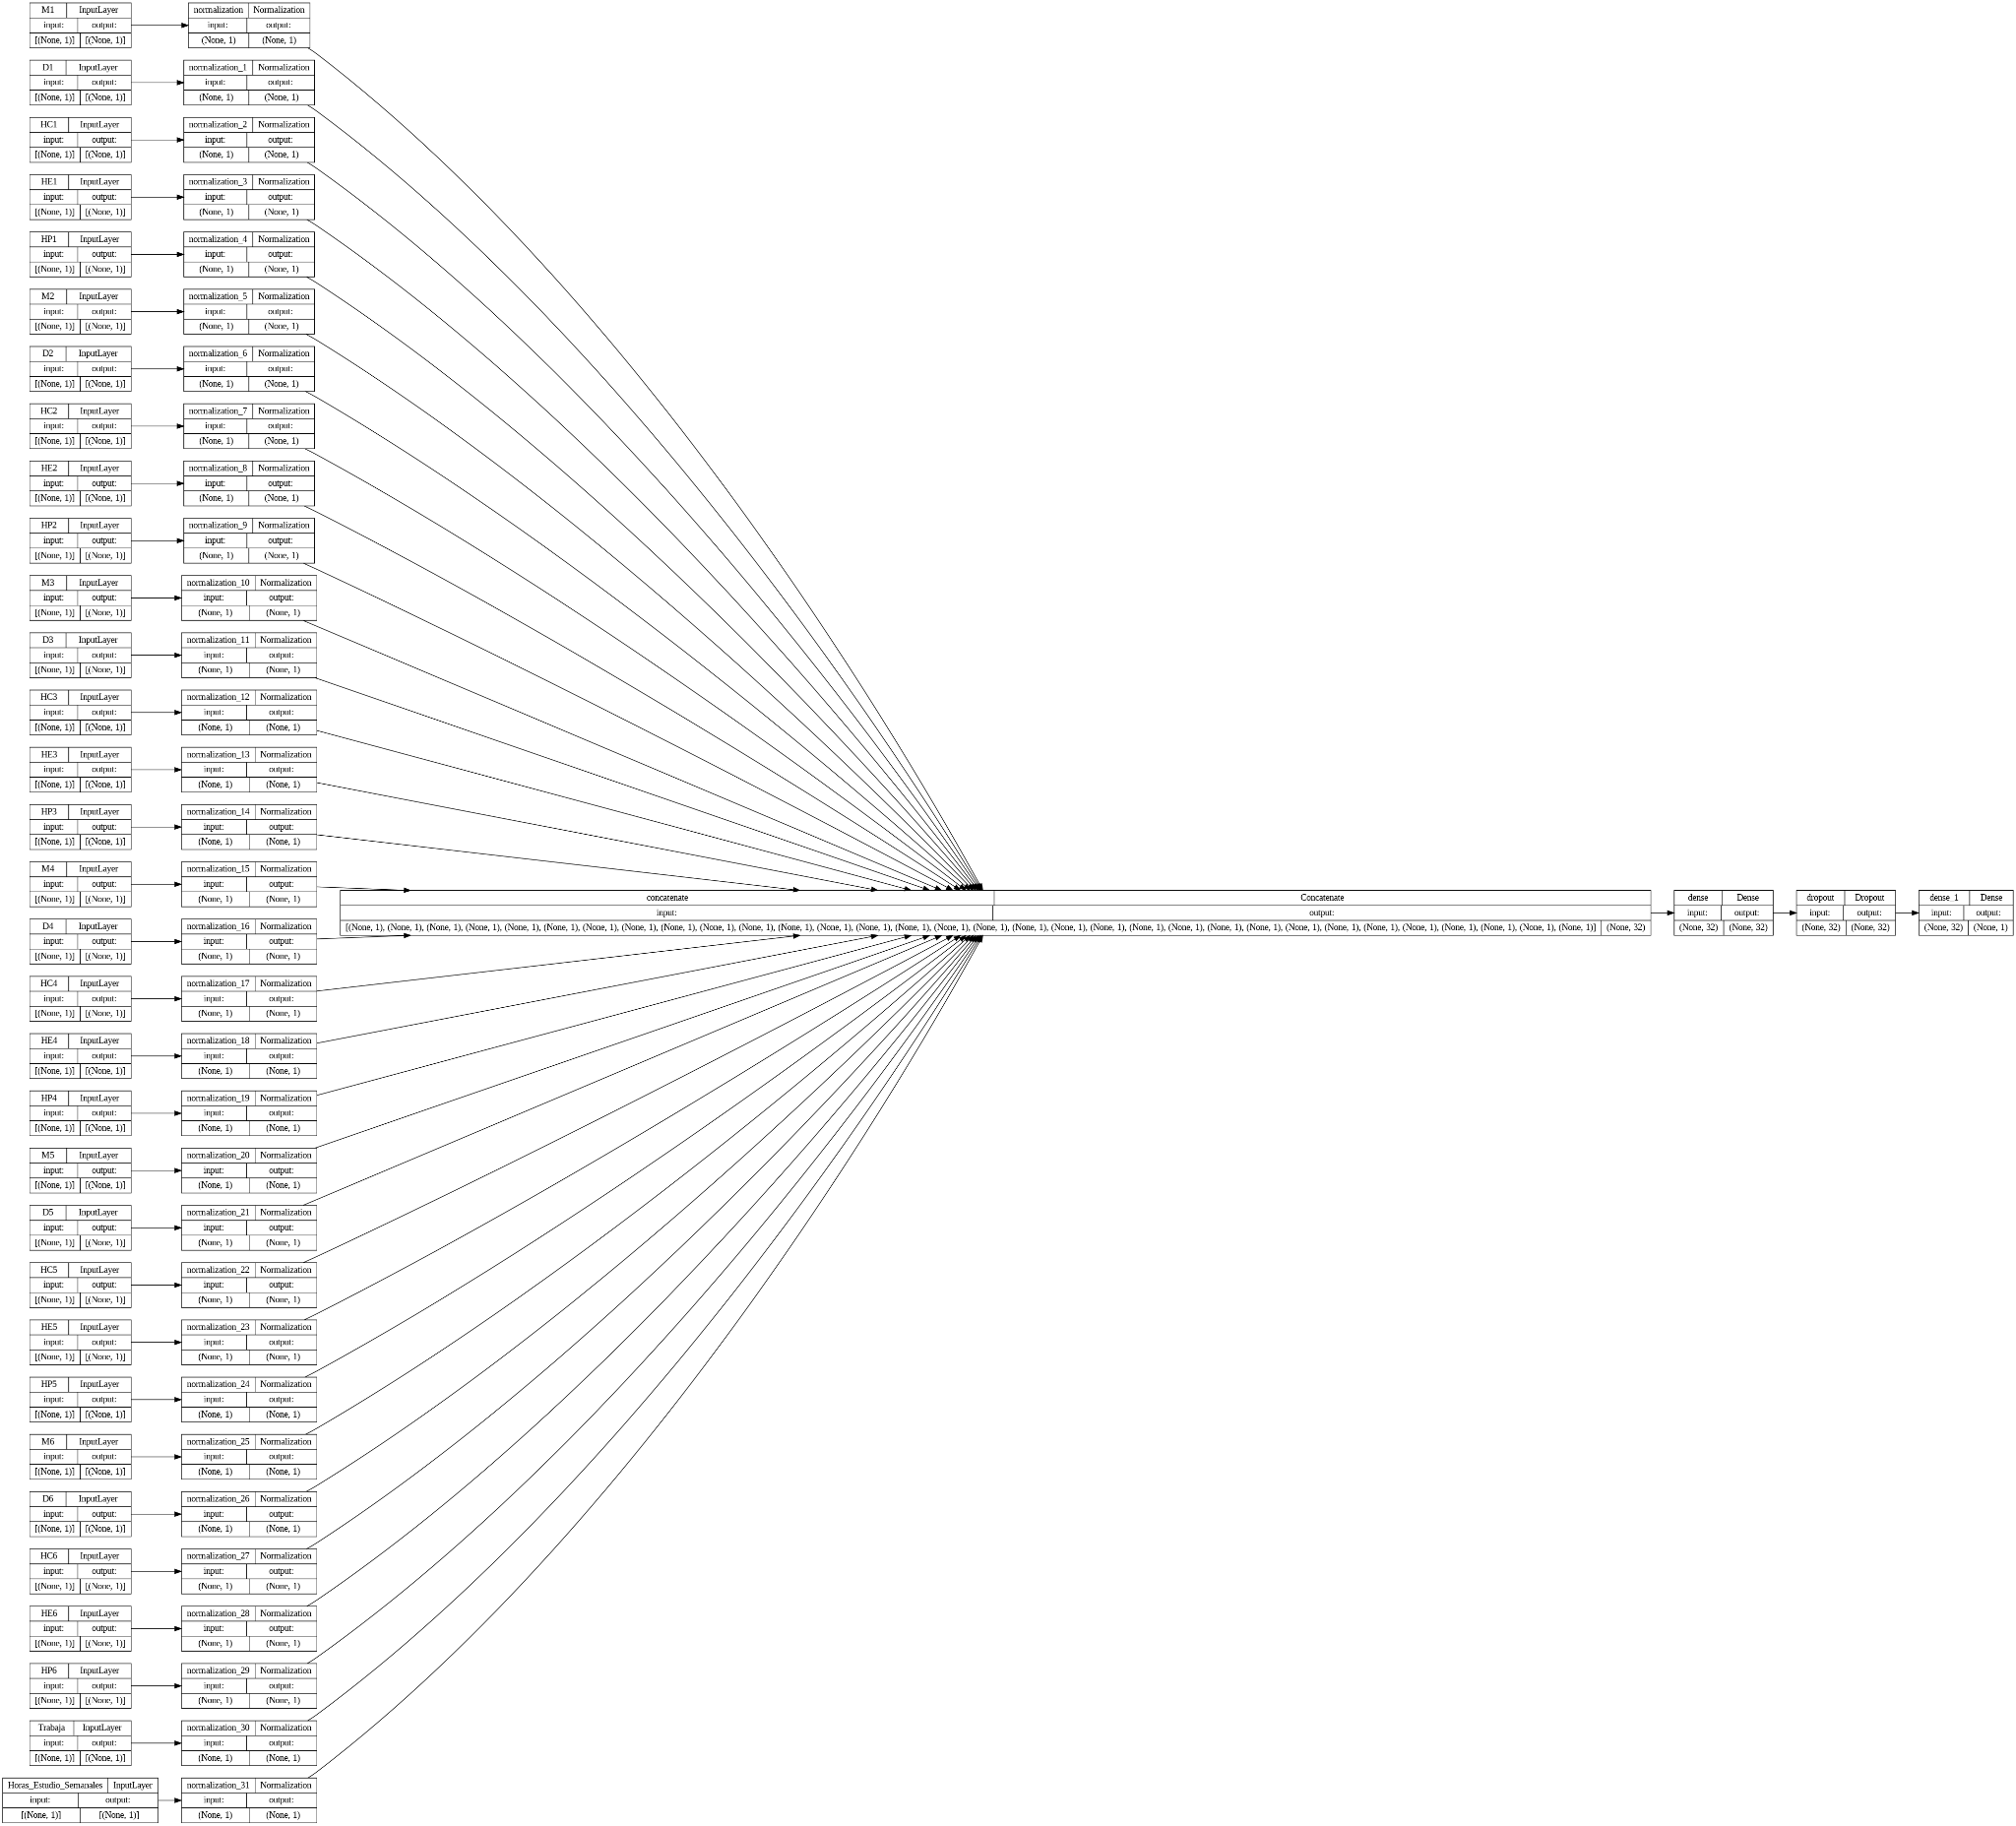 M1 InputLayer normalization Normalization
input: output: input: output:
[(None, 1)] [(None, 1)] (None, 1) (None, 1)
D1 InputLayer normalization_1 Normalization
input: output: input: output:
[(None, 1)] [(None, 1)] (None, 1) (None, 1)
HC1 InputLayer normalization_2 Normalization
input: output: input: output:
[(None, 1)] [(None, 1)] (None, 1) (None, 1)
HE1 InputLayer normalization_3 Normalization
input: output: input: output:
[(None, 1)] [(None, 1)] (None, 1) (None, 1)
HP1 InputLayer normalization_4 Normalization
input: output: input: output:
[(None, 1)] [(None, 1)] (None, 1) (None, 1)
M2 InputLayer normalization_5 Normalization
input: output: input: output:
[(None, 1)] [(None, 1)] (None, 1) (None, 1)
D2 InputLayer normalization_6 Normalization
input: output: input: output:
[(None, 1)] [(None, 1)] (None, 1) (None, 1)
HC2 InputLayer normalization_7 Normalization
input: output: input: output:
[(None, 1)] [(None, 1)] (None, 1) (None, 1)
HE2 InputLayer normalization_8 Normalization
input: output: input: output:
[(None, 1)] [(None, 1)] (None, 1) (None, 1)
HP2 InputLayer normalization_9 Normalization
input: output: input: output:
[(None, 1)] [(None, 1)] (None, 1) (None, 1)
M3 InputLayer normalization_10 Normalization
input: output: input: output:
[(None, 1)] [(None, 1)] (None, 1) (None, 1)
D3 InputLayer normalization_11 Normalization
input: output: input: output:
[(None, 1)] [(None, 1)] (None, 1) (None, 1)
HC3 InputLayer normalization_12 Normalization
input: output: input: output:
[(None, 1)] [(None, 1)] (None, 1) (None, 1)
HE3 InputLayer normalization_13 Normalization
input: output: input: output:
[(None, 1)] [(None, 1)] (None, 1) (None, 1)
HP3 InputLayer normalization_14 Normalization
input: output: input: output:
[(None, 1)] [(None, 1)] (None, 1) (None, 1)
M4 InputLayer normalization_15 Normalization
input: output: input: output:
[(None, 1)] [(None, 1)] (None, 1) (None, 1)
D4 InputLayer normalization_16 Normalization
input: output: input: output:
[(None, 1)] [(None, 1)] (None, 1) (None, 1)
HC4 InputLayer normalization_17 Normalization
input: output: input: output:
[(None, 1)] [(None, 1)] (None, 1) (None, 1)
HE4 InputLayer normalization_18 Normalization
input: output: input: output:
[(None, 1)] [(None, 1)] (None, 1) (None, 1)
HP4 InputLayer normalization_19 Normalization
input: output: input: output:
[(None, 1)] [(None, 1)] (None, 1) (None, 1)
M5 InputLayer normalization_20 Normalization
input: output: input: output:
[(None, 1)] [(None, 1)] (None, 1) (None, 1)
D5 InputLayer normalization_21 Normalization
input: output: input: output:
[(None, 1)] [(None, 1)] (None, 1) (None, 1)
HC5 InputLayer normalization_22 Normalization
input: output: input: output:
[(None, 1)] [(None, 1)] (None, 1) (None, 1)
HE5 InputLayer normalization_23 Normalization
input: output: input: output:
[(None, 1)] [(None, 1)] (None, 1) (None, 1)
HP5 InputLayer normalization_24 Normalization
input: output: input: output:
[(None, 1)] [(None, 1)] (None, 1) (None, 1)
M6 InputLayer normalization_25 Normalization
input: output: input: output:
[(None, 1)] [(None, 1)] (None, 1) (None, 1)
D6 InputLayer normalization_26 Normalization
input: output: input: output:
[(None, 1)] [(None, 1)] (None, 1) (None, 1)
HC6 InputLayer normalization_27 Normalization
input: output: input: output:
[(None, 1)] [(None, 1)] (None, 1) (None, 1)
HE6 InputLayer normalization_28 Normalization
input: output: input: output:
[(None, 1)] [(None, 1)] (None, 1) (None, 1)
HP6 InputLayer normalization_29 Normalization
input: output: input: output:
[(None, 1)] [(None, 1)] (None, 1) (None, 1)
Trabaja InputLayer normalization_30 Normalization
input: output: input: output:
[(None, 1)] [(None, 1)] (None, 1) (None, 1)
Horas_Estudio_Semanales InputLayer normalization_31 Normalization
input: output: input: output:
[(None, 1)] [(None, 1)] (None, 1) (None, 1)
concatenate Concatenate
input: output:
[(None, 1), (None, 1), (None, 1), (None, 1), (None, 1), (None, 1), (None, 1), (None, 1), (None, 1), (None, 1), (None, 1), (None, 1), (None, 1), (None, 1), (None, 1), (None, 1), (None, 1), (None, 1), (None, 1), (None, 1), (None, 1), (None, 1), (None, 1), (None, 1), (None, 1), (None, 1), (None, 1), (None, 1), (None, 1), (None, 1), (None, 1), (None, 1)] (None, 32)
dense Dense
input: output:
(None, 32) (None, 32)
dropout Dropout
input: output:
(None, 32) (None, 32)
dense_1 Dense
input: output:
(None, 32) (None, 1)